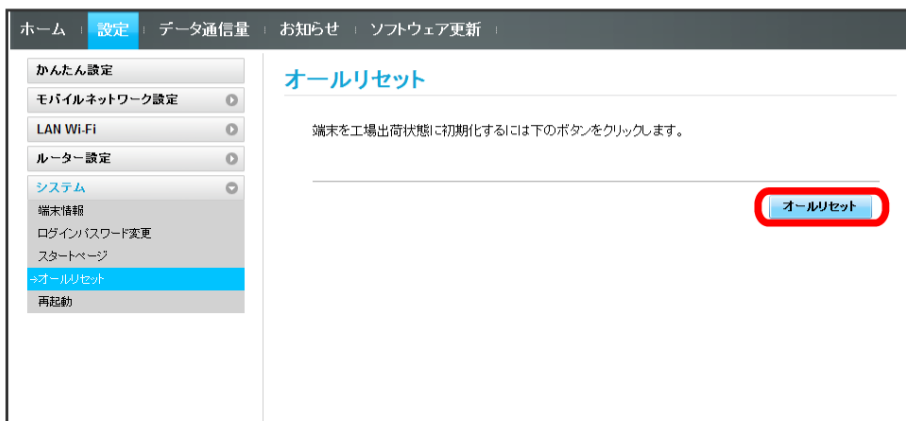 ホーム 設定 データ通信量 お知らせ ソフトウェア更新
かんたん設定
モバイルネットワーク設定
LAN Wi-Fi
ルーター設定
システム
端末情報
ログインパスワード変更
スタートページ
→オールリセット
再起動
オールリセット
端末を工場出荷状態に初期化するには下のボタンをクリックします。
オールリセット